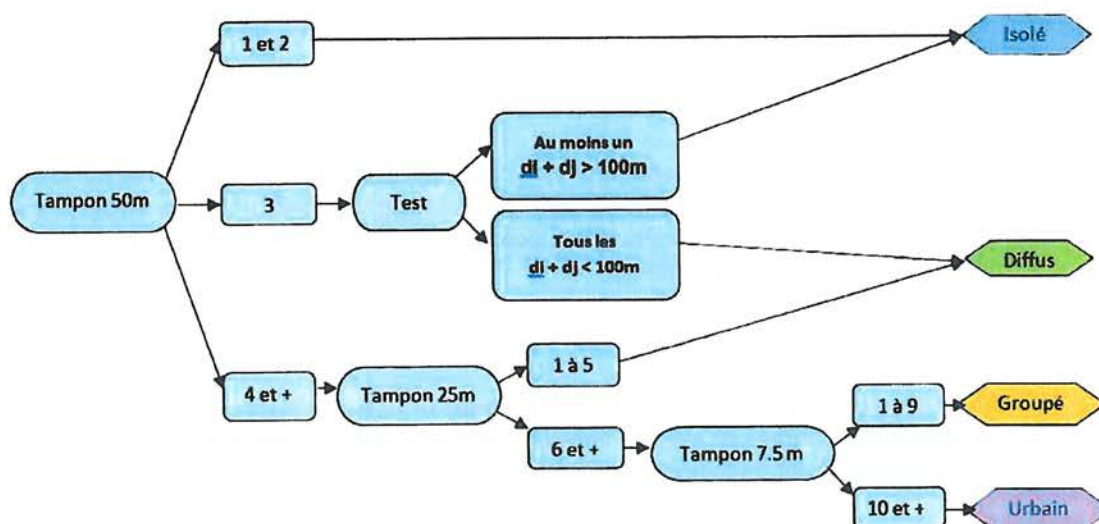 1 et 2
Isolé
Au moins un
di + dj > 100m
Tampon 50m
3
Test
Tous les
di + dj < 100m
Diffus
1 à 5
4 et +
Tampon 25m
1 à 9
Groupé
6 et +
Tampon 7.5 m
10 et +
Urbain